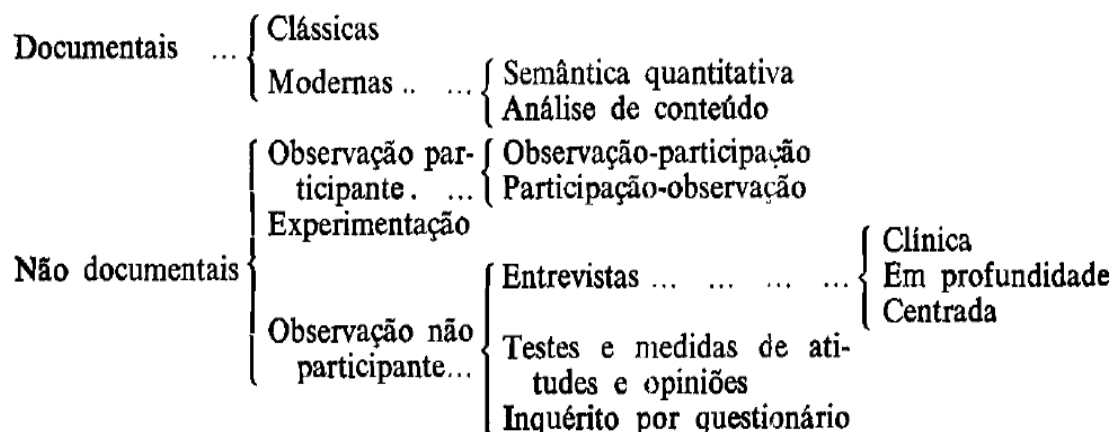 Documentais ...
Clássicas
Modernas .. ...
Semântica quantitativa
Análise de conteúdo
Não documentais
Observação par-
ticipante . ...
Observação-participação
Participação-observação
Experimentação
Observação não
participante...
Entrevistas ... ... ... ...
Clínica
Em profundidade
Centrada
Testes e medidas de ati-
tudes e opiniões
Inquérito por questionário